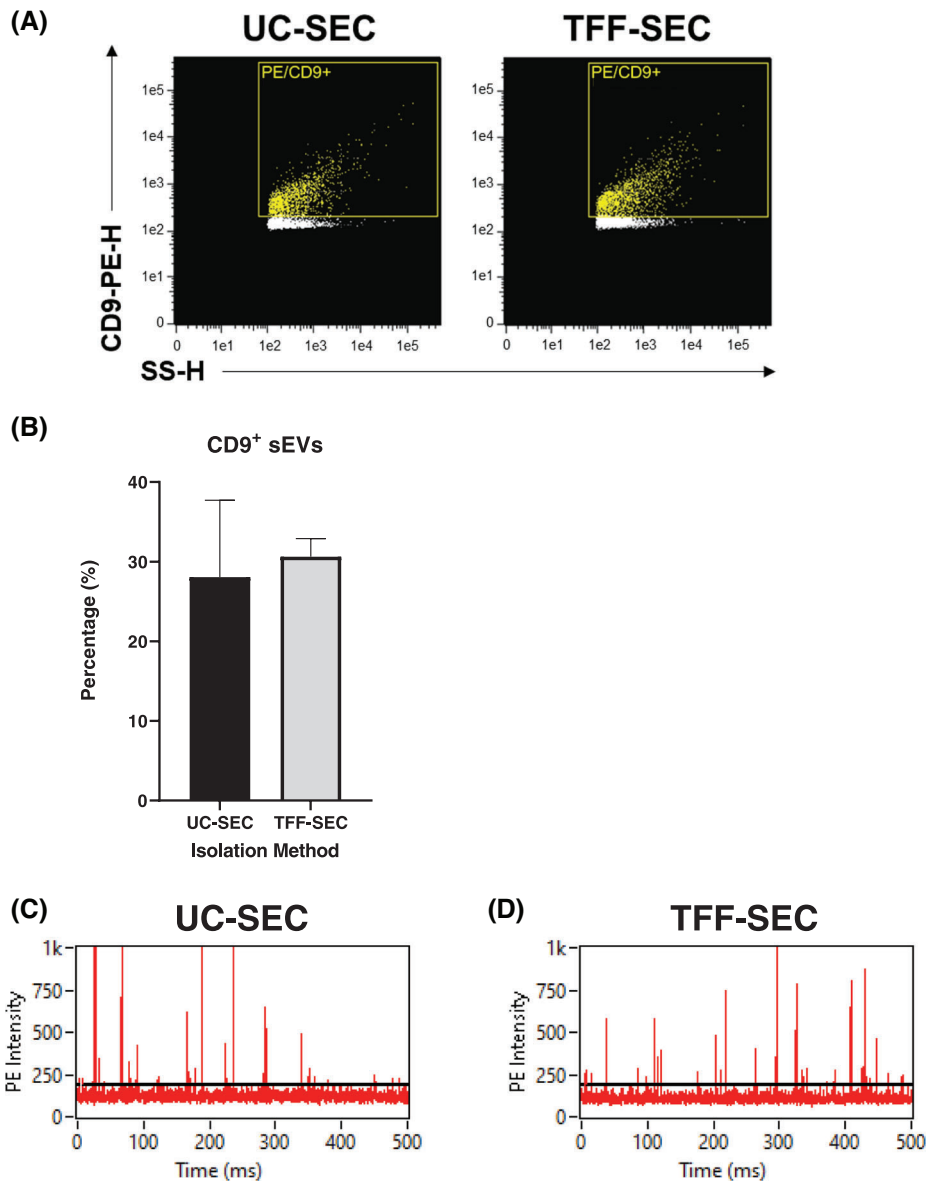 (A)
UC-SEC TFF-SEC
PE/CD9+ PE/CD9+
CD9-PE-H
1e5 1e5
1e4 1e4
1e3 1e3
1e2 1e2
1e1 1e1
0 0
0 1e1 1e2 1e3 1e4 1e5 0 1e1 1e2 1e3 1e4 1e5
SS-H
(B)
CD9+ sEVs
Percentage (%)
40
30
20
10
0
UC-SEC TFF-SEC
Isolation Method
(C)
UC-SEC
PE Intensity
1k
750
500
250
0
0 100 200 300 400 500
Time (ms)
(D)
TFF-SEC
PE Intensity
1k
750
500
250
0
0 100 200 300 400 500
Time (ms)